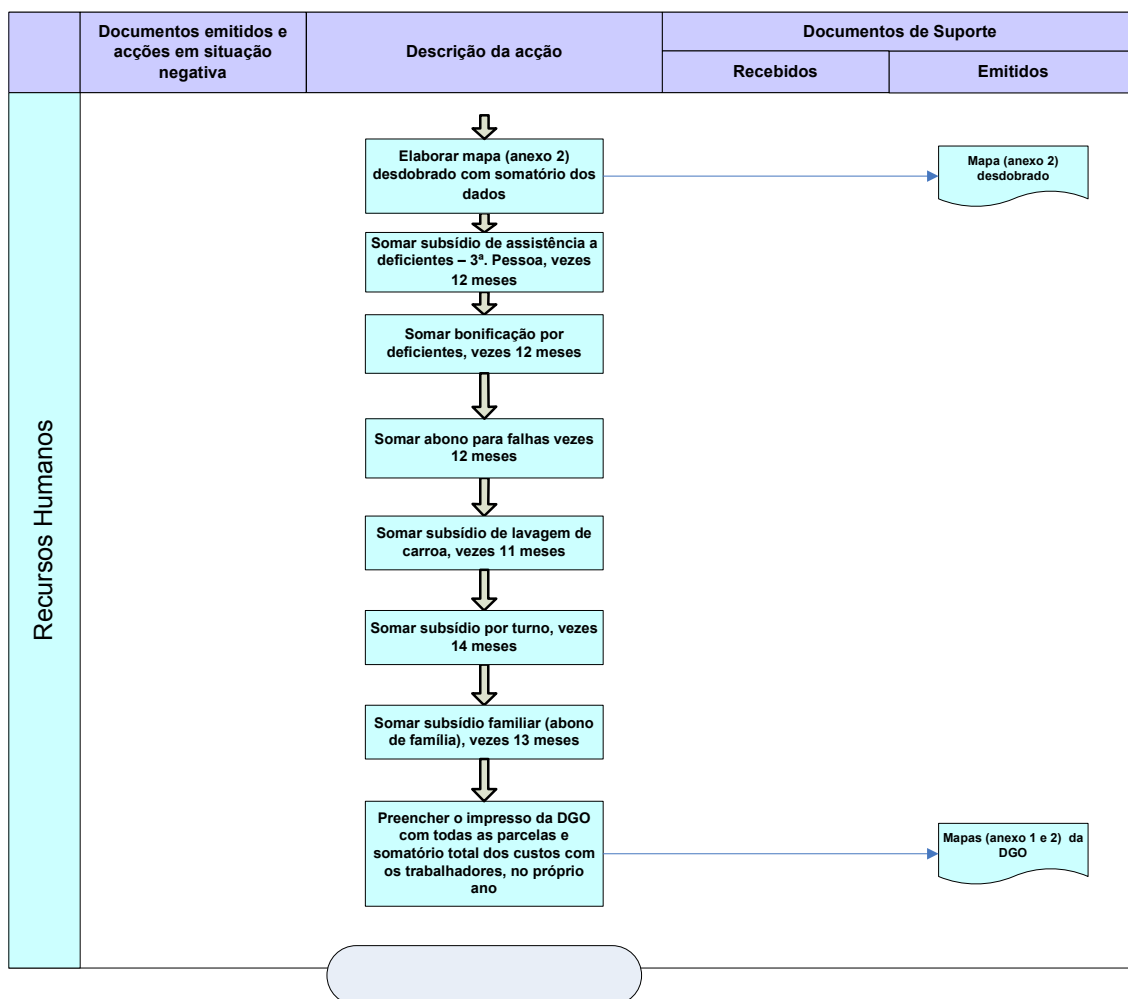 Documentos emitidos e
acções em situação
negativa
Descrição da acção
Documentos de Suporte
Recebidos
Emitidos
Recursos Humanos
Elaborar mapa (anexo 2)
desdobrado com somatório dos
dados
Mapa (anexo 2)
desdobrado
Somar subsídio de assistência a
deficientes – 3ª. Pessoa, vezes
12 meses
Somar bonificação por
deficientes, vezes 12 meses
Somar abono para falhas vezes
12 meses
Somar subsídio de lavagem de
carroa, vezes 11 meses
Somar subsídio por turno, vezes
14 meses
Somar subsídio familiar (abono
de família), vezes 13 meses
Preencher o impresso da DGO
com todas as parcelas e
somatório total dos custos com
os trabalhadores, no próprio
ano
Mapas (anexo 1 e 2) da
DGO